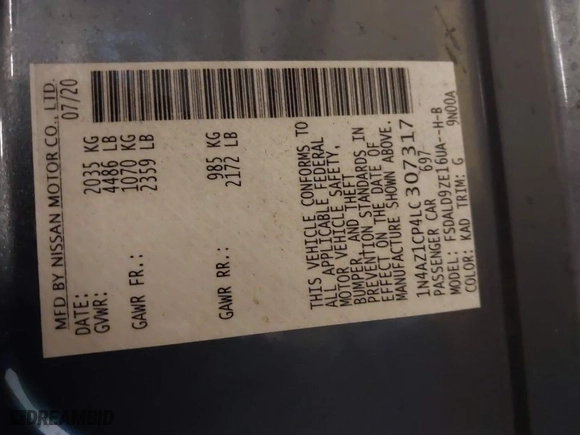 MFD BY NISSAN MOTOR CO., LTD.
DATE: 07/20
GVWR: 2035 KG
4486 LB
GAWR FR.: 1070 KG
2359 LB
GAWR RR.: 985 KG
2172 LB
THIS VEHICLE CONFORMS TO
ALL APPLICABLE FEDERAL
MOTOR VEHICLE SAFETY,
BUMPER, AND THEFT
PREVENTION STANDARDS IN
EFFECT ON THE DATE OF
MANUFACTURE SHOWN ABOVE.
1N4AZ1CP4LC307317
PASSENGER CAR 697
MODEL: FSDALD9ZE16UA--H-B
COLOR: KAD TRIM: G 9N00A
DREAMBID